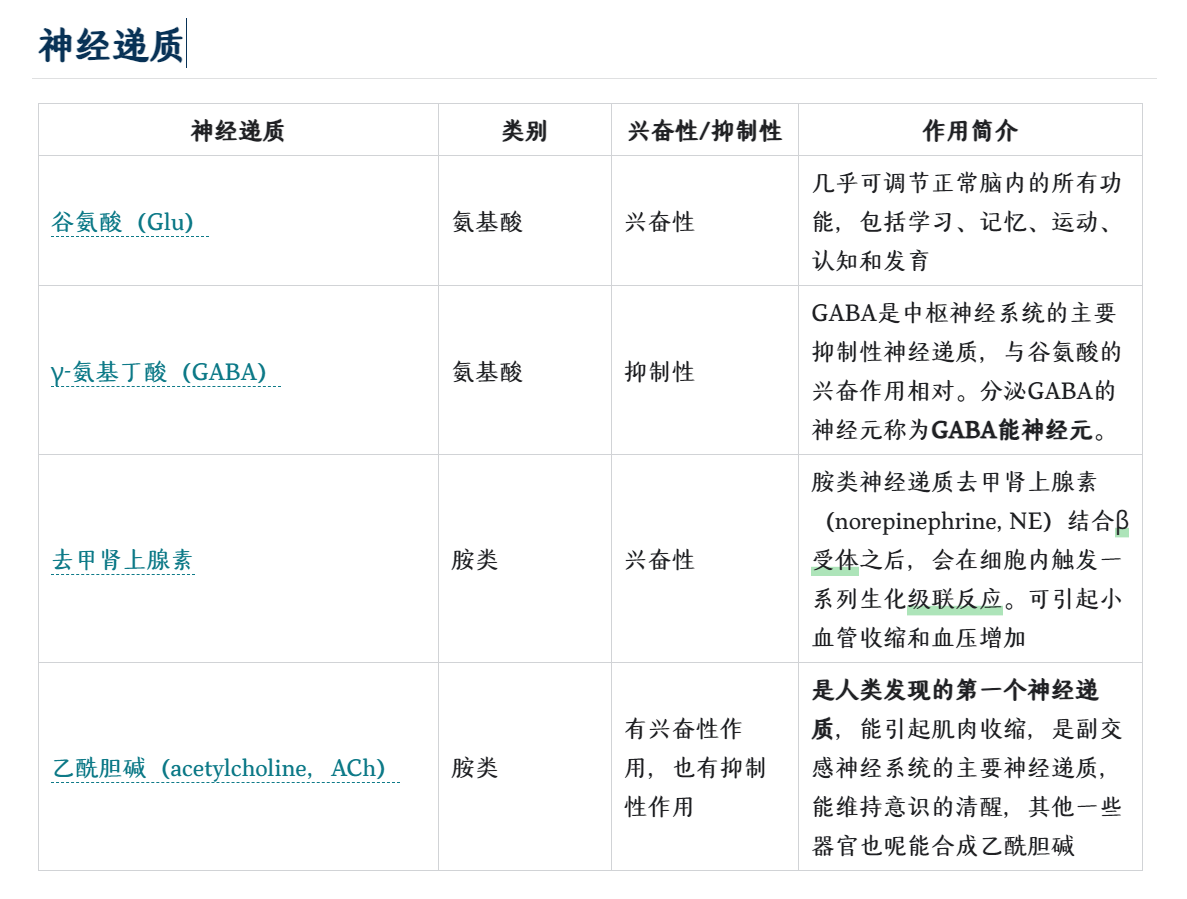 神经递质
神经递质 类别 兴奋性/抑制性 作用简介
谷氨酸（Glu） 氨基酸 兴奋性
几乎可调节正常脑内的所有功
能，包括学习、记忆、运动、
认知和发育
γ-氨基丁酸（GABA） 氨基酸 抑制性
GABA是中枢神经系统的主要
抑制性神经递质，与谷氨酸的
兴奋作用相对。分泌GABA的
神经元称为GABA能神经元。
去甲肾上腺素 胺类 兴奋性
胺类神经递质去甲肾上腺素
（norepinephrine, NE）结合β
受体之后，会在细胞内触发一
系列生化级联反应。可引起小
血管收缩和血压增加
乙酰胆碱（acetylcholine， ACh） 胺类
有兴奋性作
用，也有抑制
性作用
是人类发现的第一个神经递
质，能引起肌肉收缩，是副交
感神经系统的主要神经递质，
能维持意识的清醒，其他一些
器官也呢能合成乙酰胆碱